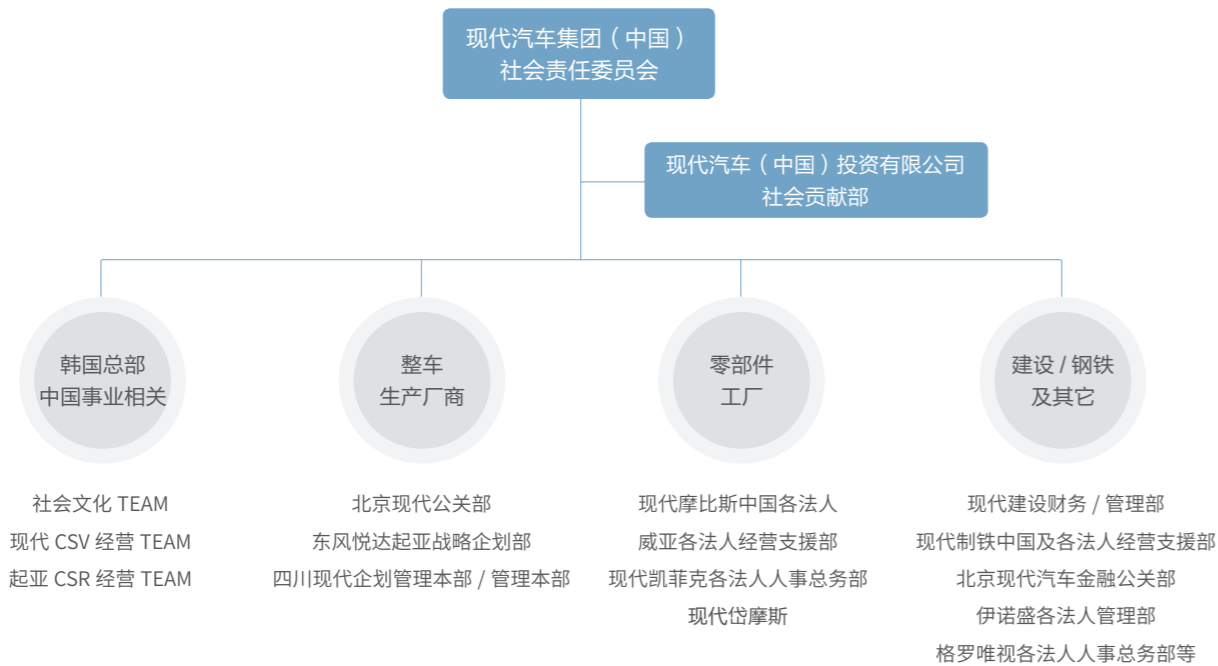 现代汽车集团（中国）
社会责任委员会
现代汽车（中国）投资有限公司
社会贡献部
韩国总部
中国事业相关
整车
生产厂商
零部件
工厂
建设 / 钢铁
及其它
社会文化 TEAM
现代 CSV 经营 TEAM
起亚 CSR 经营 TEAM
北京现代公关部
东风悦达起亚战略企划部
四川现代企划管理本部 / 管理本部
现代摩比斯中国各法人
威亚各法人经营支援部
现代凯菲克各法人人事总务部
现代岱摩斯
现代建设财务 / 管理部
现代制铁中国及各法人经营支援部
北京现代汽车金融公关部
伊诺盛各法人管理部
格罗唯视各法人人事总务部等